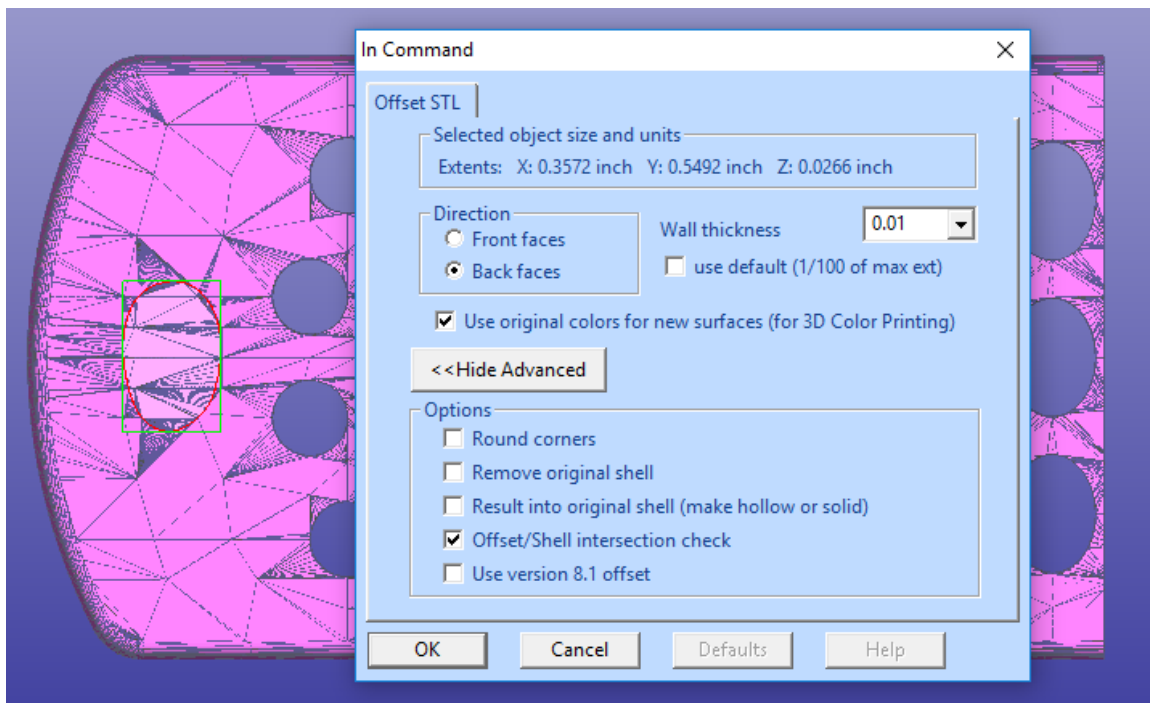 In Command
Offset STL
Selected object size and units
Extents: X: 0.3572 inch Y: 0.5492 inch Z: 0.0266 inch
Direction
Front faces
Back faces
Wall thickness
0.01
use default (1/100 of max ext)
Use original colors for new surfaces (for 3D Color Printing)
<<Hide Advanced
Options
Round corners
Remove original shell
Result into original shell (make hollow or solid)
Offset/Shell intersection check
Use version 8.1 offset
OK Cancel Defaults Help